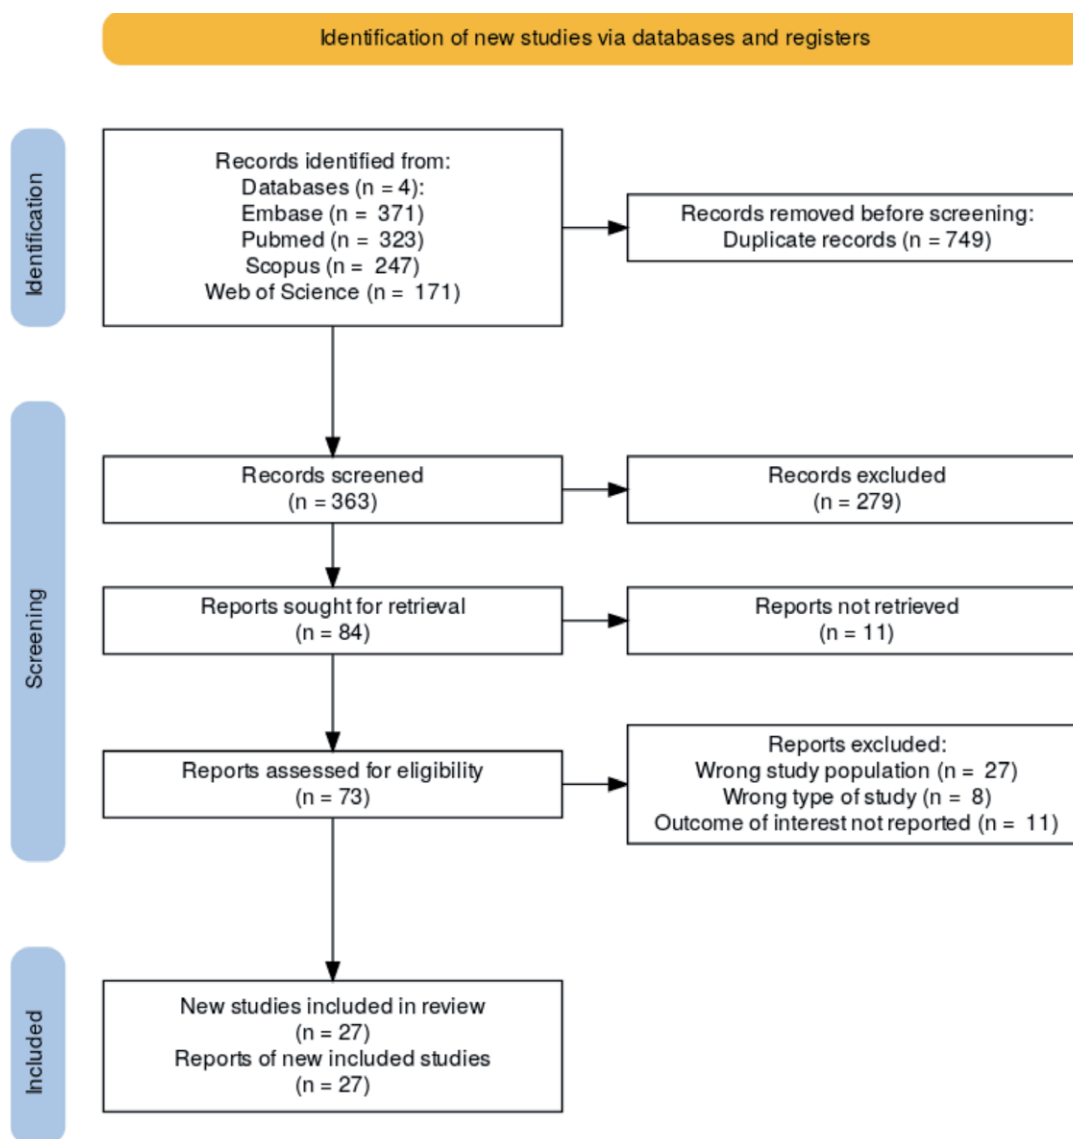 Identification of new studies via databases and registers
Identification
Records identified from:
Databases (n = 4):
Embase (n = 371)
Pubmed (n = 323)
Scopus (n = 247)
Web of Science (n = 171)
Records removed before screening:
Duplicate records (n = 749)
Screening
Records screened
(n = 363)
Records excluded
(n = 279)
Reports sought for retrieval
(n = 84)
Reports not retrieved
(n = 11)
Reports assessed for eligibility
(n = 73)
Reports excluded:
Wrong study population (n = 27)
Wrong type of study (n = 8)
Outcome of interest not reported (n = 11)
Included
New studies included in review
(n = 27)
Reports of new included studies
(n = 27)